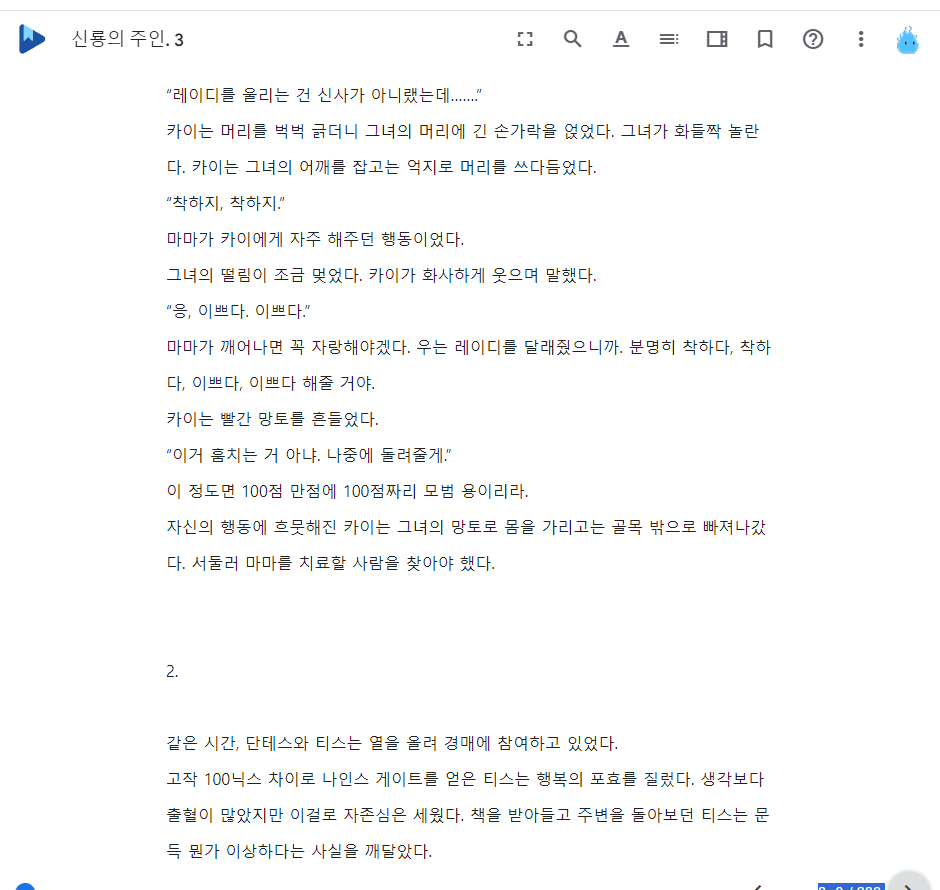 신룡의 주인. 3
“레이디를 울리는 건 신사가 아니랬는데.......”
카이는 머리를 벅벅 긁더니 그녀의 머리에 긴 손가락을 얹었다. 그녀가 화들짝 놀란
다. 카이는 그녀의 어깨를 잡고는 억지로 머리를 쓰다듬었다.
“착하지, 착하지.”
마마가 카이에게 자주 해주던 행동이었다.
그녀의 떨림이 조금 멎었다. 카이가 화사하게 웃으며 말했다.
“응, 이쁘다. 이쁘다.”
마마가 깨어나면 꼭 자랑해야겠다. 우는 레이디를 달래줬으니까. 분명히 착하다, 착하
다, 이쁘다, 이쁘다 해줄 거야.
카이는 빨간 망토를 흔들었다.
“이거 훔치는 거 아냐. 나중에 돌려줄게.”
이 정도면 100점 만점에 100점짜리 모범 용이리라.
자신의 행동에 흐뭇해진 카이는 그녀의 망토로 몸을 가리고는 골목 밖으로 빠져나갔
다. 서둘러 마마를 치료할 사람을 찾아야 했다.
2.
같은 시간, 단테스와 티스는 열을 올려 경매에 참여하고 있었다.
고작 100닉스 차이로 나인스 게이트를 얻은 티스는 행복의 포효를 질렀다. 생각보다
출혈이 많았지만 이걸로 자존심은 세웠다. 책을 받아들고 주변을 돌아보던 티스는 문
득 뭔가 이상하다는 사실을 깨달았다.